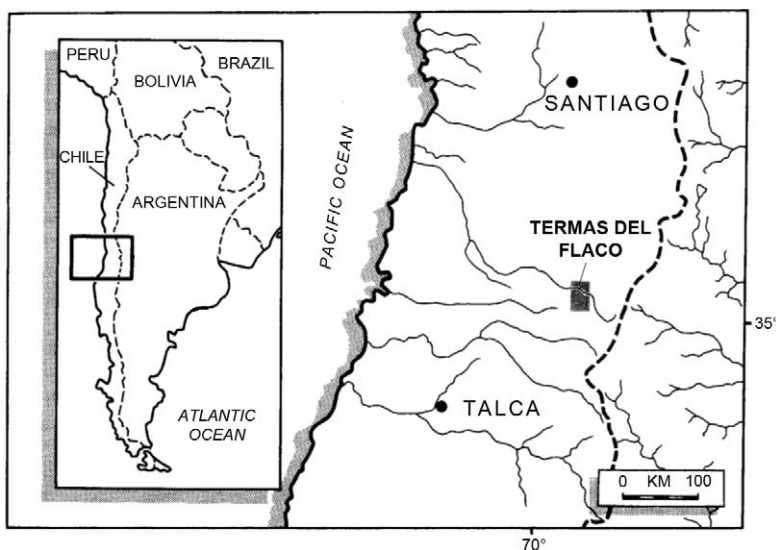 PERU
BRAZIL
BOLIVIA
CHILE
ARGENTINA
ATLANTIC
OCEAN
PACIFIC OCEAN
SANTIAGO
TERMAS DEL
FLACO
TALCA
35°
0 KM 100
70°